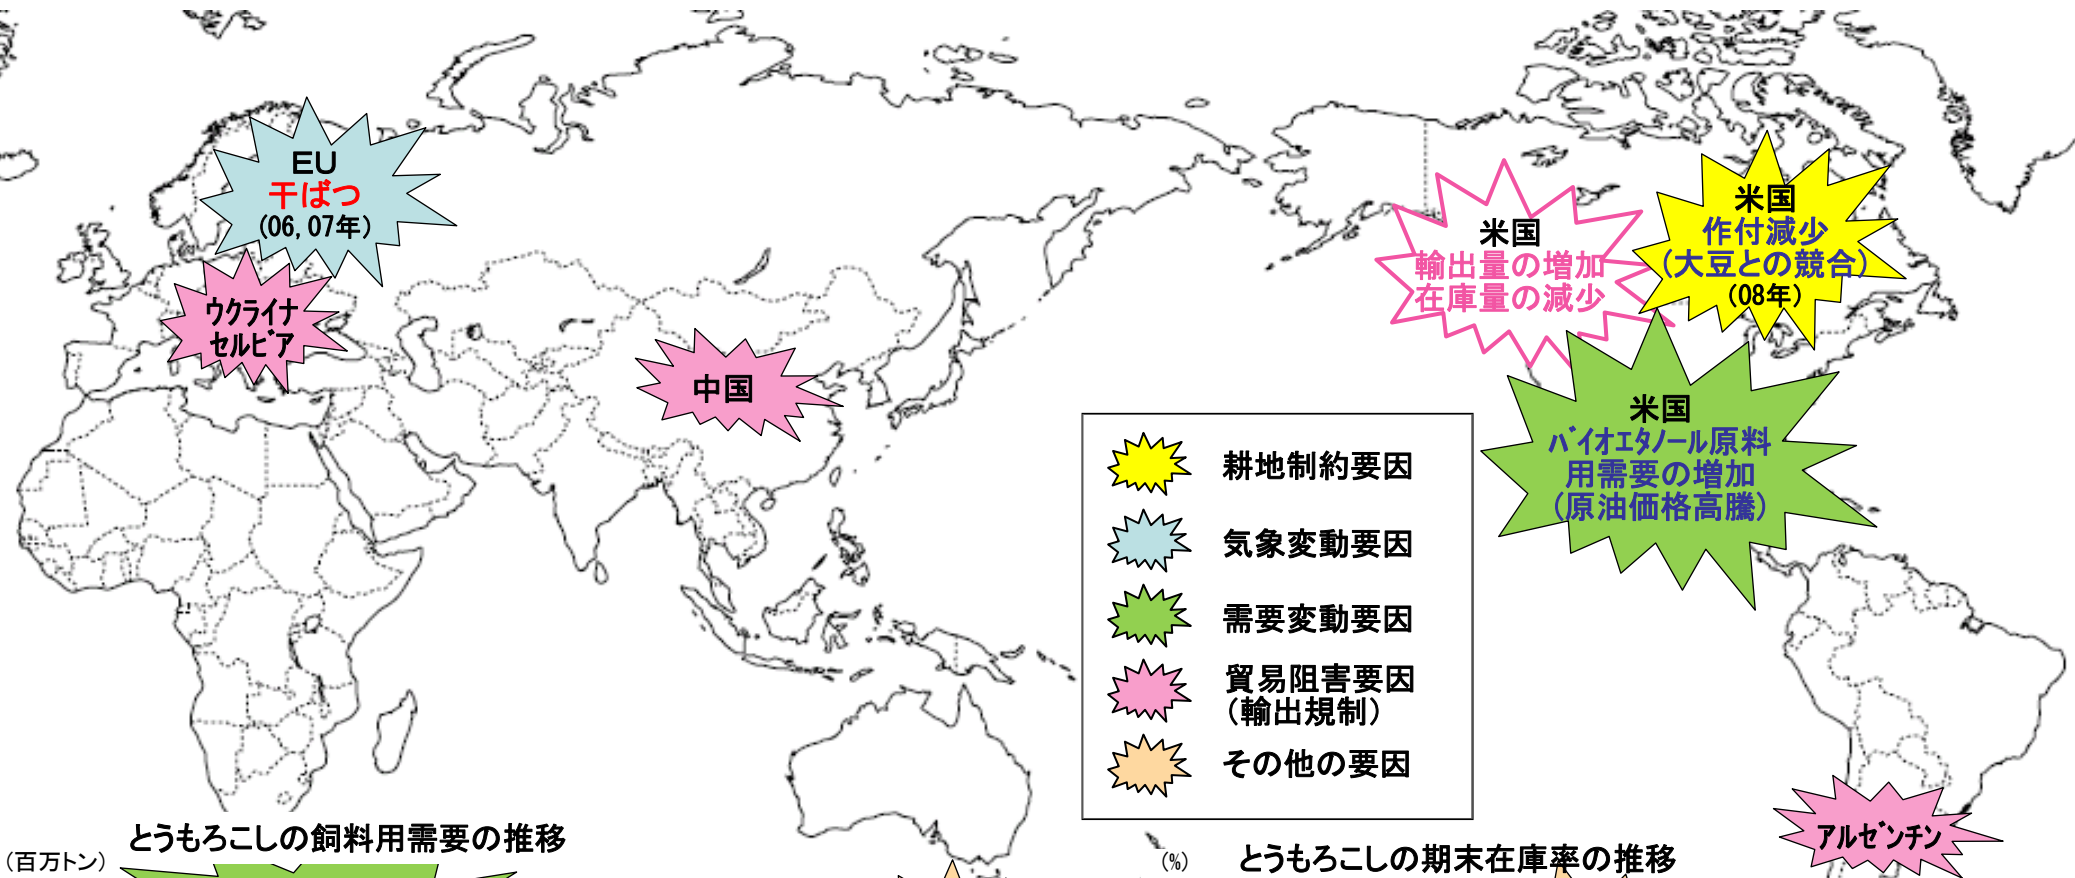 EU
干ばつ
(06, 07年)
ウクライナ
セルビア
中国
米国
輸出量の増加
在庫量の減少
米国
作付減少
(大豆との競合)
(08年)
米国
バイオエタノール原料
用需要の増加
(原油価格高騰)
耕地制約要因
気象変動要因
需要変動要因
貿易阻害要因
(輸出規制)
その他の要因
アルゼンチン
とうもろこしの飼料用需要の推移
(百万トン)
(%)
とうもろこしの期末在庫率の推移